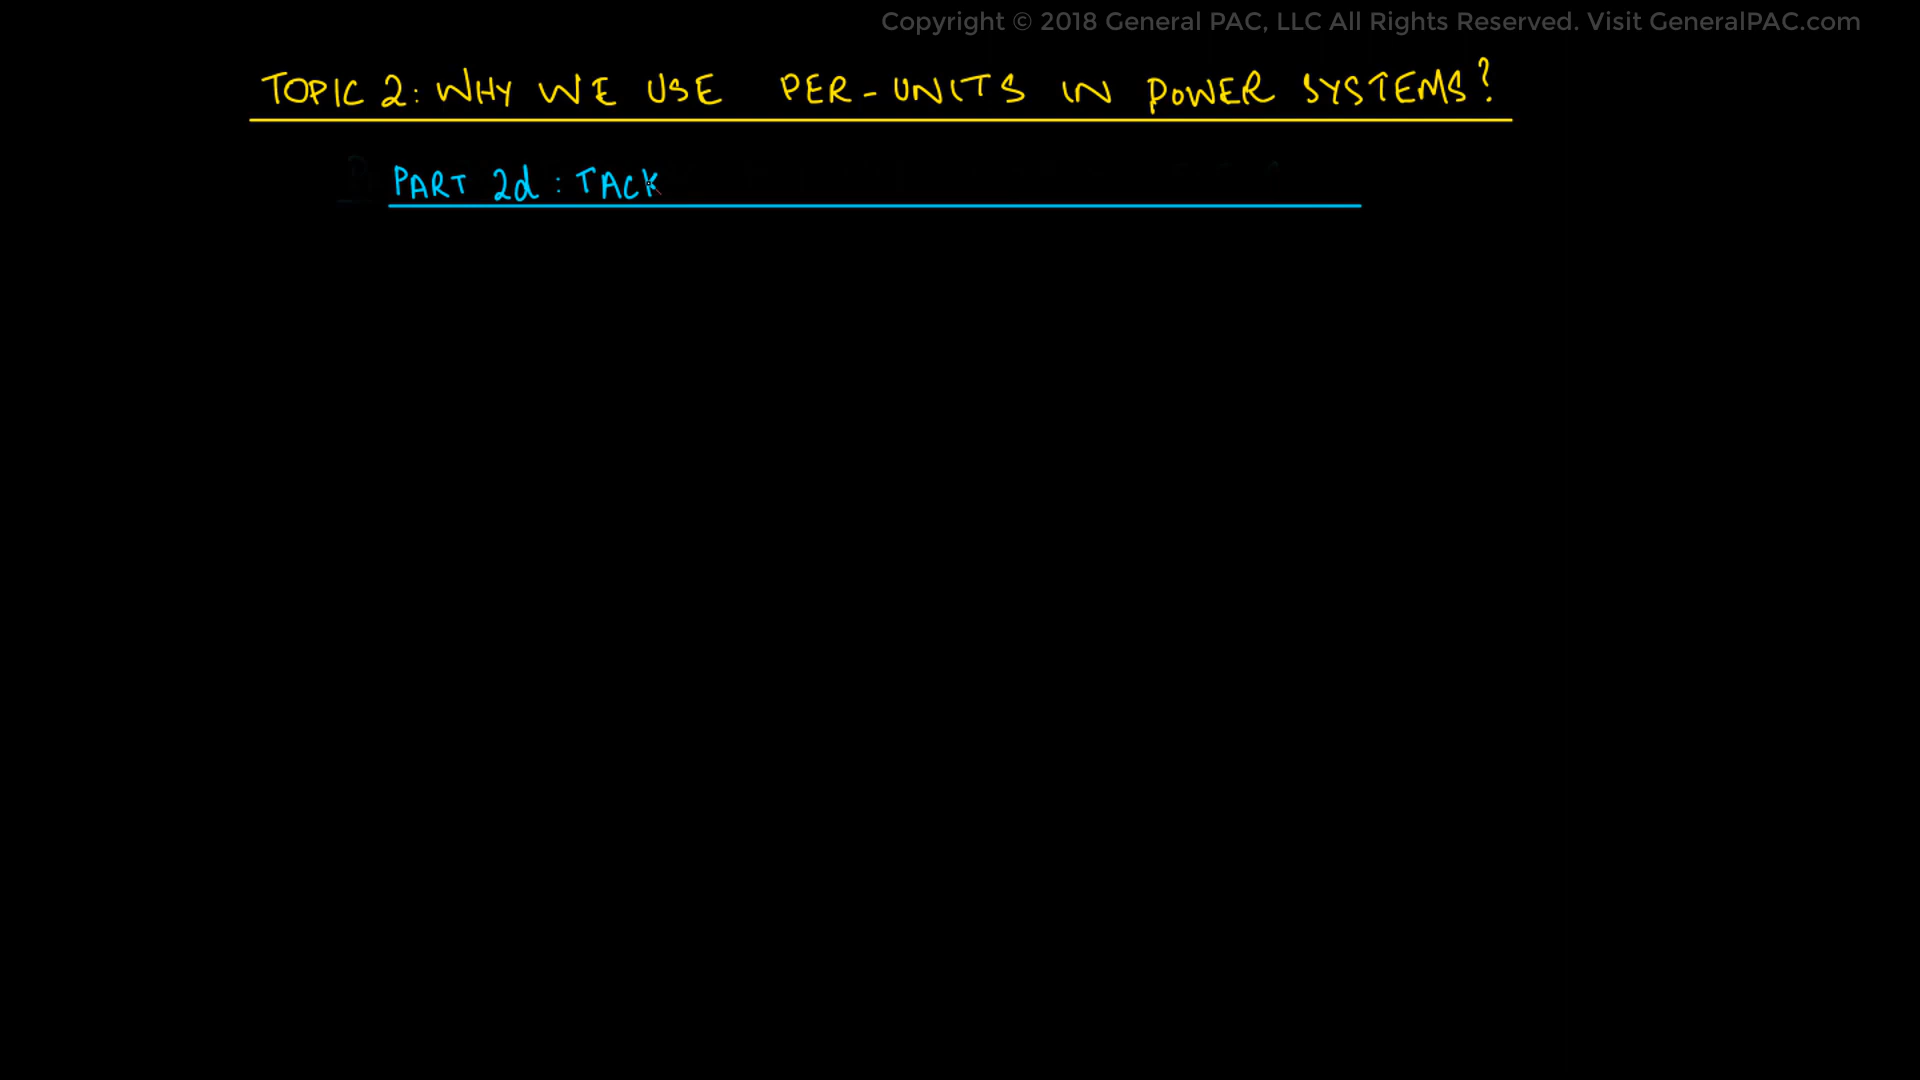 Copyright © 2018 General PAC, LLC All Rights Reserved. Visit GeneralPAC.com
TOPIC 2: WHY WE USE PER-UNITS IN POWER SYSTEMS?
PART 2d: TACK